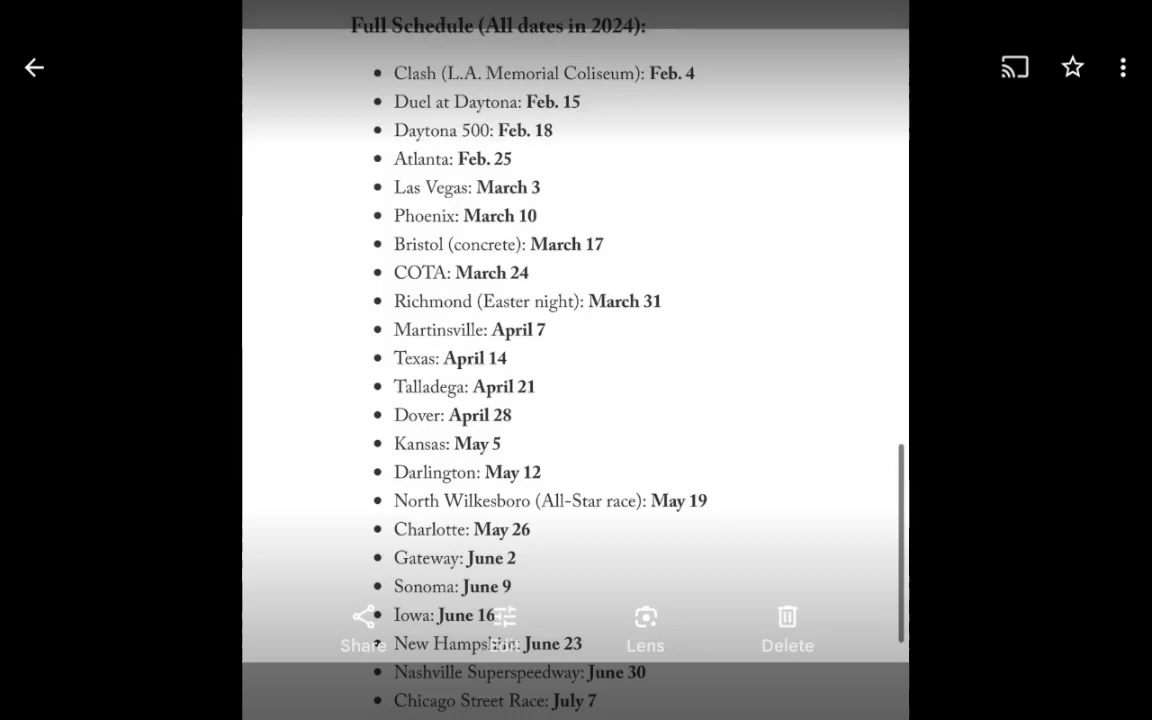 Full Schedule (All dates in 2024):
• Clash (L.A. Memorial Coliseum): Feb. 4
• Duel at Daytona: Feb. 15
• Daytona 500: Feb. 18
• Atlanta: Feb. 25
• Las Vegas: March 3
• Phoenix: March 10
• Bristol (concrete): March 17
• COTA: March 24
• Richmond (Easter night): March 31
• Martinsville: April 7
• Texas: April 14
• Talladega: April 21
• Dover: April 28
• Kansas: May 5
• Darlington: May 12
• North Wilkesboro (All-Star race): May 19
• Charlotte: May 26
• Gateway: June 2
• Sonoma: June 9
• Iowa: June 16
• New Hampshire: June 23
Share Edit Lens Delete
• Nashville Superspeedway: June 30
• Chicago Street Race: July 7